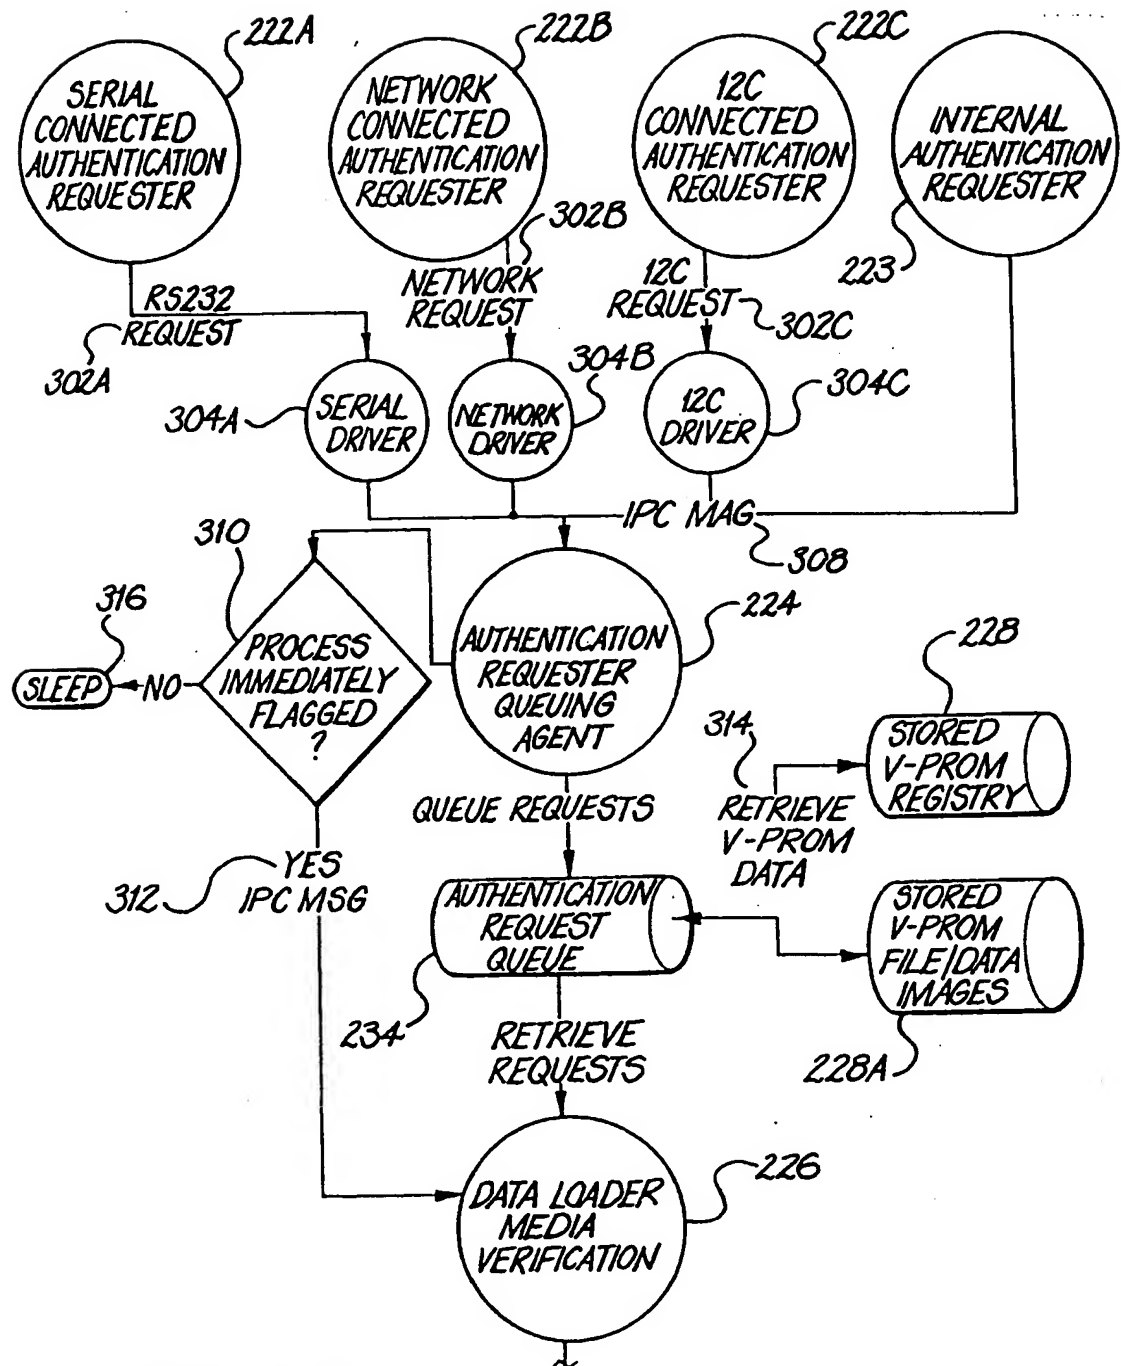 222A
222B
222C
SERIAL
CONNECTED
AUTHENTICATION
REQUESTER
NETWORK
CONNECTED
AUTHENTICATION
REQUESTER
12C
CONNECTED
AUTHENTICATION
REQUESTER
INTERNAL
AUTHENTICATION
REQUESTER
223
RS232
REQUEST
302A
302B
NETWORK
REQUEST
12C
REQUEST
302C
304A
SERIAL
DRIVER
304B
NETWORK
DRIVER
12C
DRIVER
304C
IPC MAG
308
310
316
SLEEP
NO
PROCESS
IMMEDIATELY
FLAGGED
?
AUTHENTICATION
REQUESTER
QUEUING
AGENT
224
228
STORED
V-PROM
REGISTRY
314
RETRIEVE
V-PROM
DATA
QUEUE REQUESTS
312
YES
IPC MSG
AUTHENTICATION
REQUEST
QUEUE
234
STORED
V-PROM
FILE/DATA
IMAGES
228A
RETRIEVE
REQUESTS
DATA LOADER
MEDIA
VERIFICATION
226